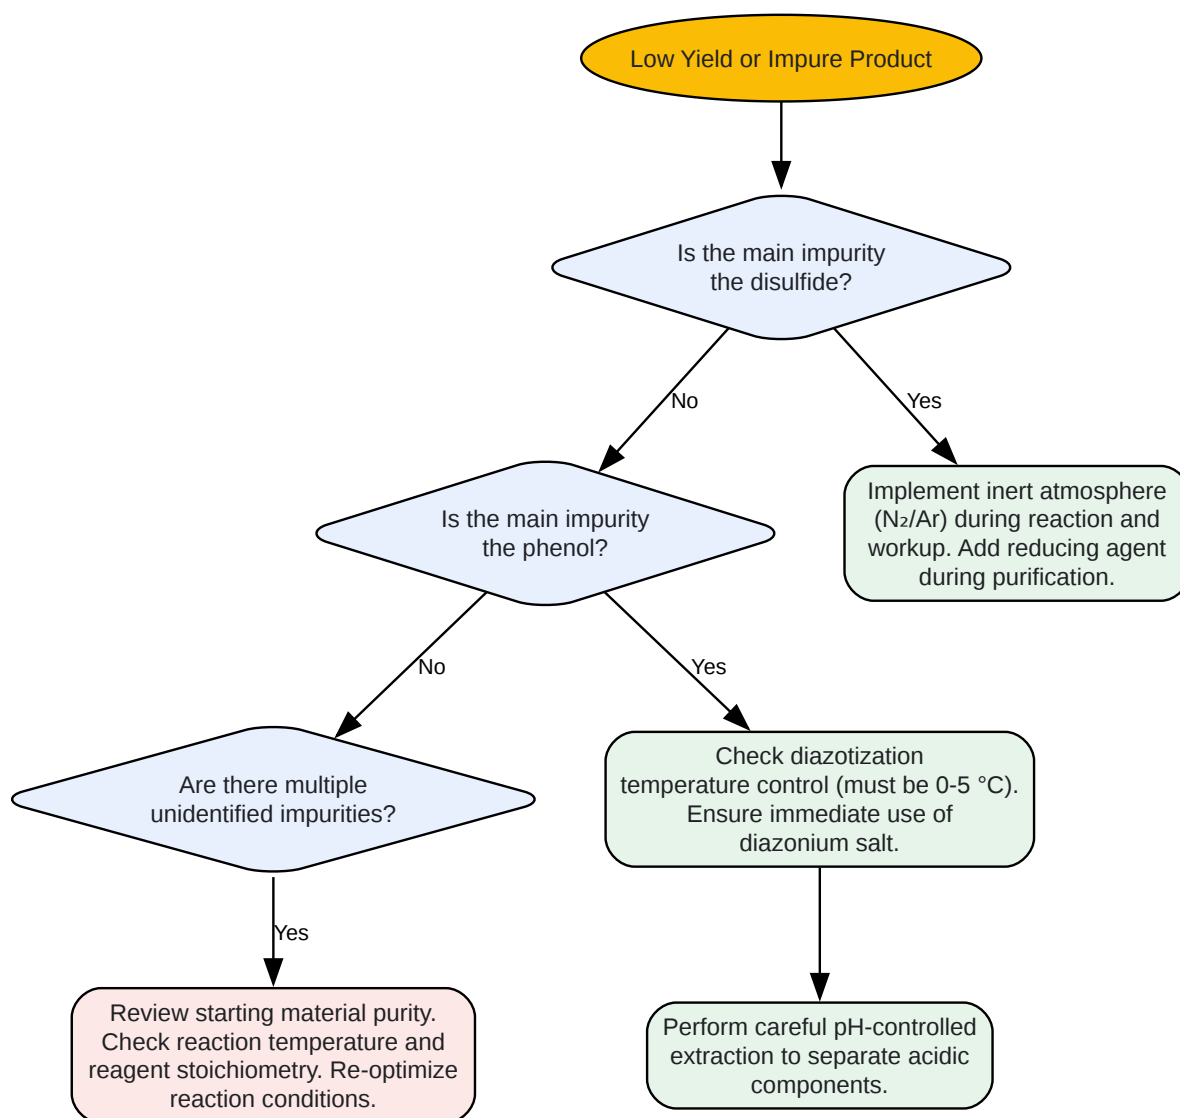 Low Yield or Impure Product
Is the main impurity
the disulfide?
No
Yes
Is the main impurity
the phenol?
Implement inert atmosphere
(N₂/Ar) during reaction and
workup. Add reducing agent
during purification.
No
Yes
Are there multiple
unidentified impurities?
Check diazotization
temperature control (must be 0-5 °C).
Ensure immediate use of
diazonium salt.
Yes
Review starting material purity.
Check reaction temperature and
reagent stoichiometry. Re-optimize
reaction conditions.
Perform careful pH-controlled
extraction to separate acidic
components.